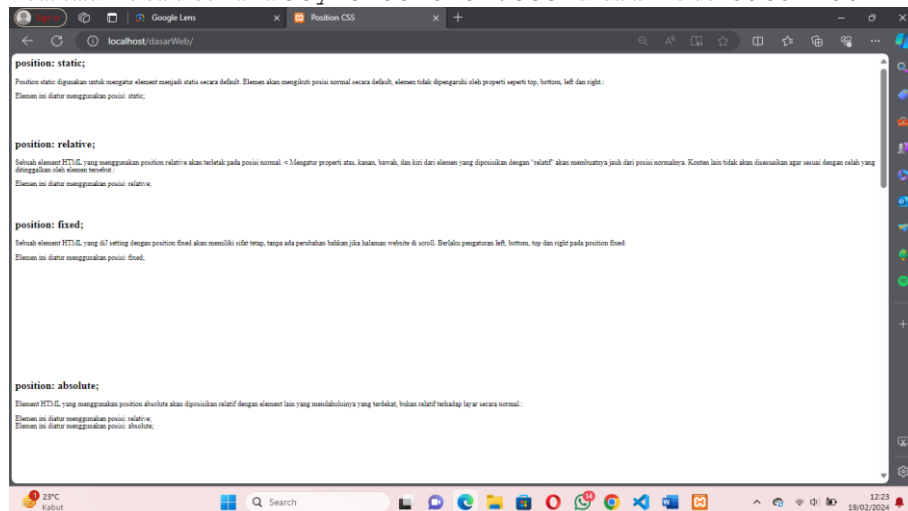 Google Lens
Position CSS
localhost/dasarWeb/
position: static;
Position static digunakan untuk mengatur element menjadi statis secara default. Elemen akan mengikuti posisi normal secara default, elemen tidak dipengaruhi oleh properti seperti top, bottom, left dan right.:
Elemen ini diatur menggunakan posisi: static;
position: relative;
Sebuah element HTML yang menggunakan position relative akan terletak pada posisi normal. < Mengatur properti atas, kanan, bawah, dan kiri dari elemen yang diposisikan dengan "relatif" akan membuatnya jauh dari posisi normalnya. Konten lain tidak akan disesuaikan agar sesuai dengan celah yang
ditinggalkan oleh elemen tersebut.:
Elemen ini diatur menggunakan posisi: relative;
position: fixed;
Sebuah element HTML yang diJ setting dengan position fixed akan memiliki sifat tetap, tanpa ada perubahan bahkan jika halaman website di scroll. Berlaku pengaturan left, bottom, top dan right pada position fixed:
Elemen ini diatur menggunakan posisi: fixed;
position: absolute;
Element HTML yang menggunakan position absolute akan diposisikan relatif dengan element lain yang mendahuluinya yang terdekat, bukan relatif terhadap layar secara normal.:
Elemen ini diatur menggunakan posisi: relative;
Elemen ini diatur menggunakan posisi: absolute;
23°C
Kabut
Search
12:23
19/02/2024